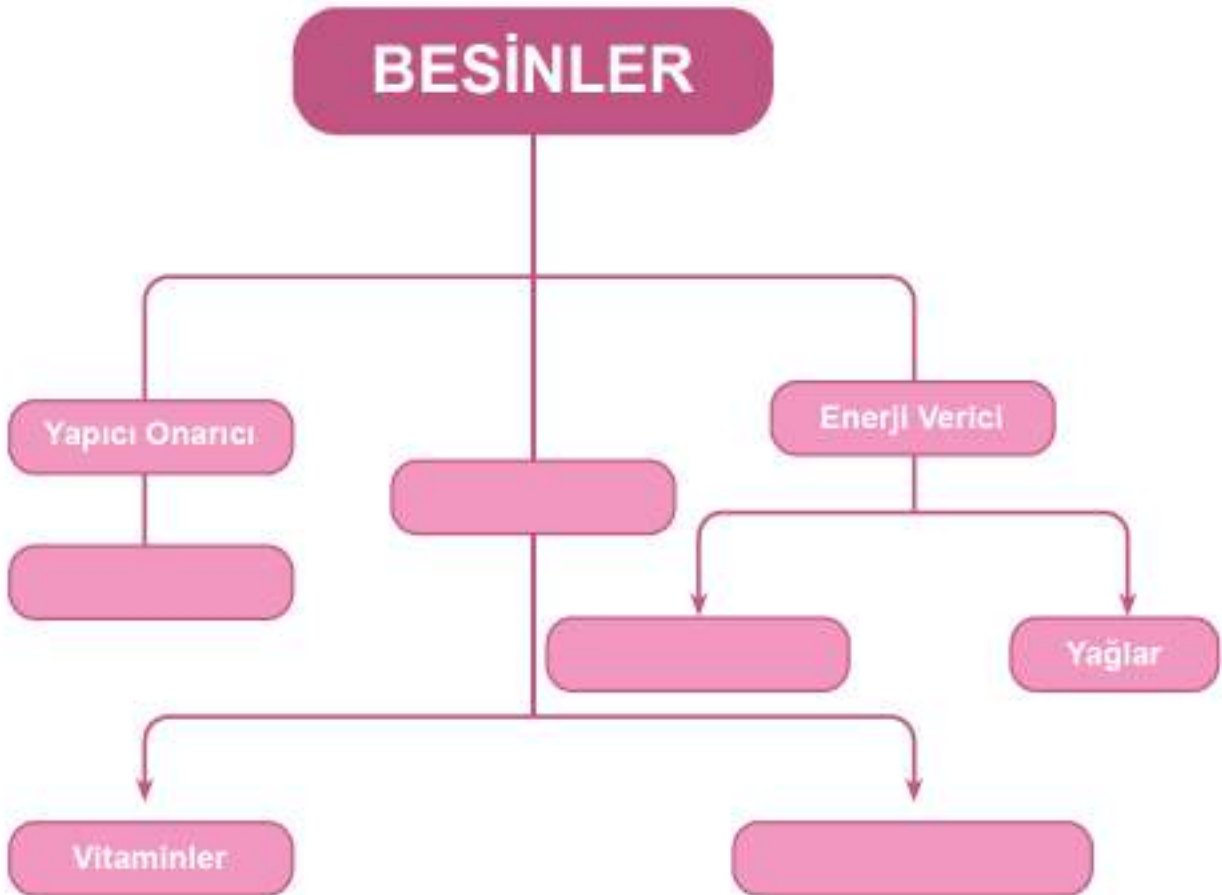 BESİNLER
Yapıcı Onarıcı
Enerji Verici
Yağlar
Vitaminler